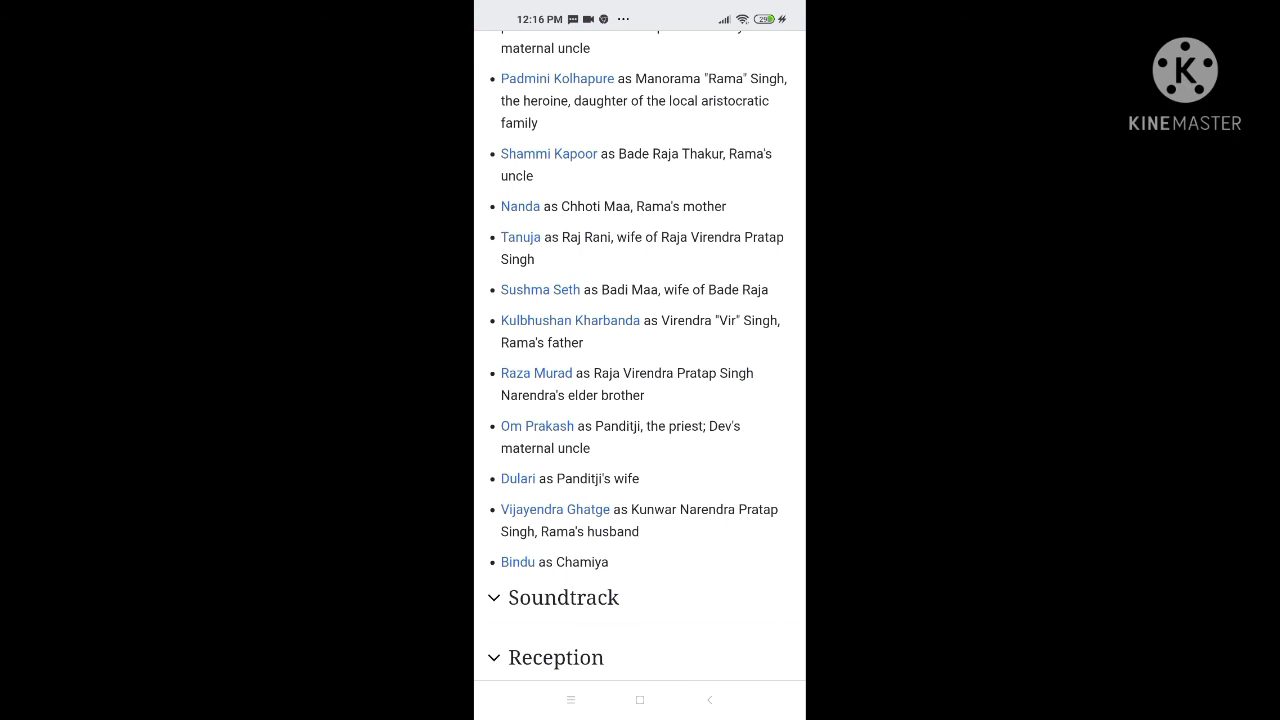 12:16 PM
29
maternal uncle
• Padmini Kolhapure as Manorama "Rama" Singh,
the heroine, daughter of the local aristocratic
family
• Shammi Kapoor as Bade Raja Thakur, Rama's
uncle
• Nanda as Chhoti Maa, Rama's mother
• Tanuja as Raj Rani, wife of Raja Virendra Pratap
Singh
• Sushma Seth as Badi Maa, wife of Bade Raja
• Kulbhushan Kharbanda as Virendra "Vir" Singh,
Rama's father
• Raza Murad as Raja Virendra Pratap Singh
Narendra's elder brother
• Om Prakash as Panditji, the priest; Dev's
maternal uncle
• Dulari as Panditji's wife
• Vijayendra Ghatge as Kunwar Narendra Pratap
Singh, Rama's husband
• Bindu as Chamiya
Soundtrack
Reception
K
KINEMASTER